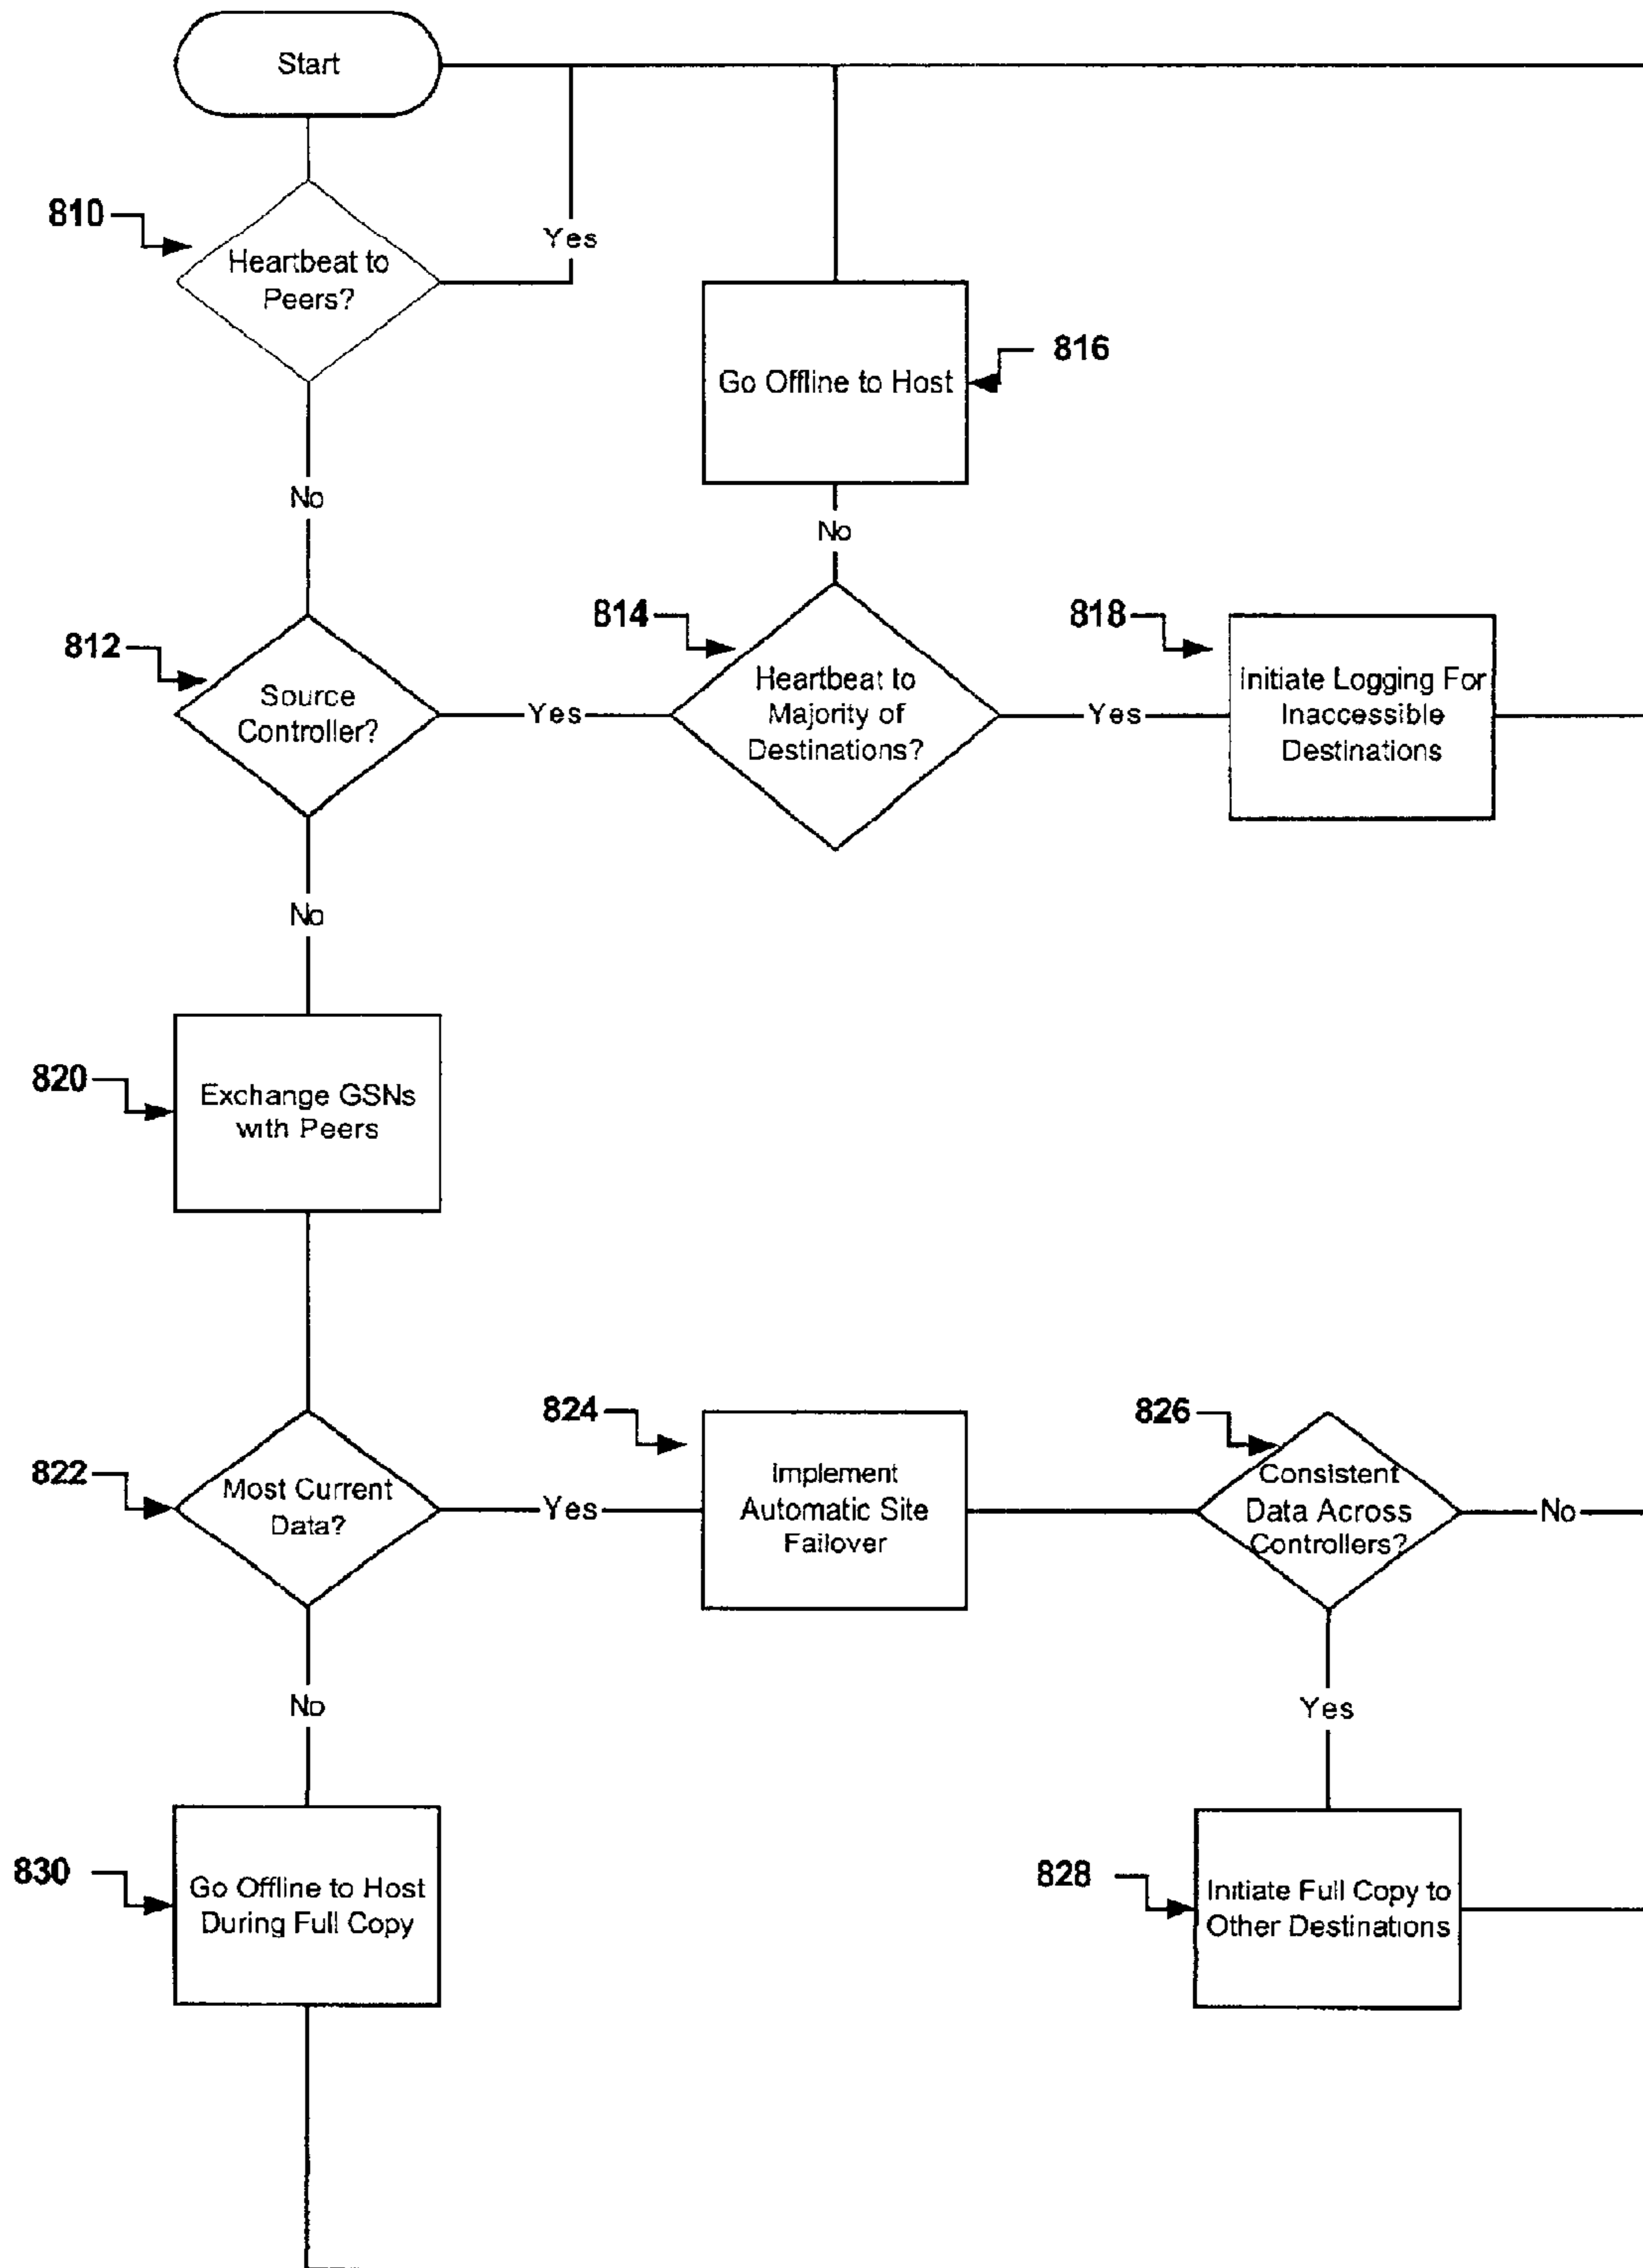 Start
810
Heartbeat to
Peers?
Yes
Go Offline to Host
816
No
No
812
Source
Controller?
Yes
814
Heartbeat to
Majority of
Destinations?
Yes
818
Initiate Logging For
Inaccessible
Destinations
No
820
Exchange GSNs
with Peers
822
Most Current
Data?
Yes
824
Implement
Automatic Site
Failover
826
Consistent
Data Across
Controllers?
No
No
Yes
830
Go Offline to Host
During Full Copy
828
Initiate Full Copy to
Other Destinations